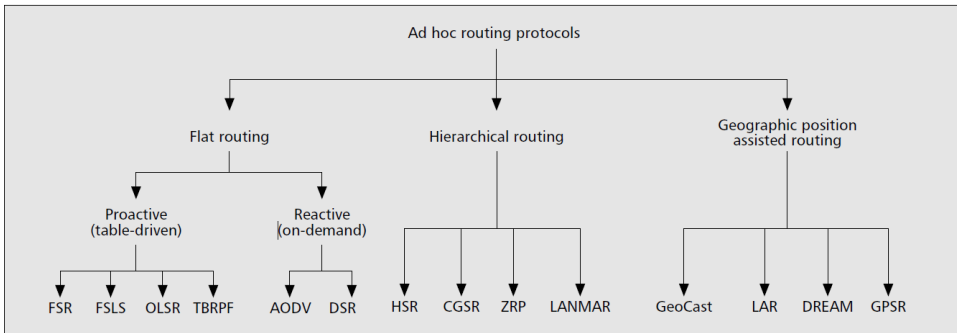 Ad hoc routing protocols
Flat routing
Hierarchical routing
Geographic position
assisted routing
Proactive
(table-driven)
Reactive
(on-demand)
FSR FSLS OLSR TBRPF AODV DSR HSR CGSR ZRP LANMAR GeoCast LAR DREAM GPSR